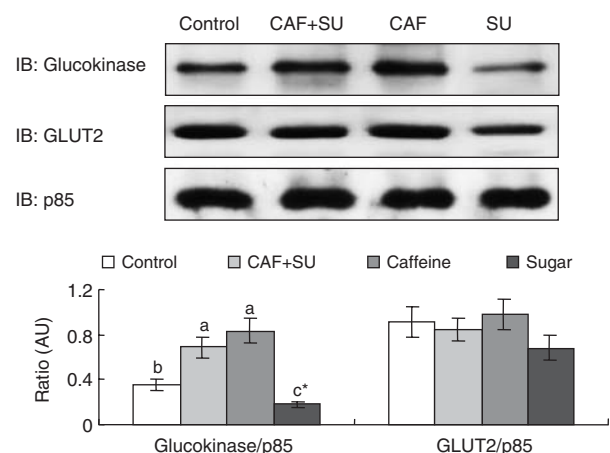 Control CAF+SU CAF SU
IB: Glucokinase
IB: GLUT2
IB: p85
Control CAF+SU Caffeine Sugar
1.2
0.8
0.4
0
Ratio (AU)
b
a
a
c*
Glucokinase/p85 GLUT2/p85